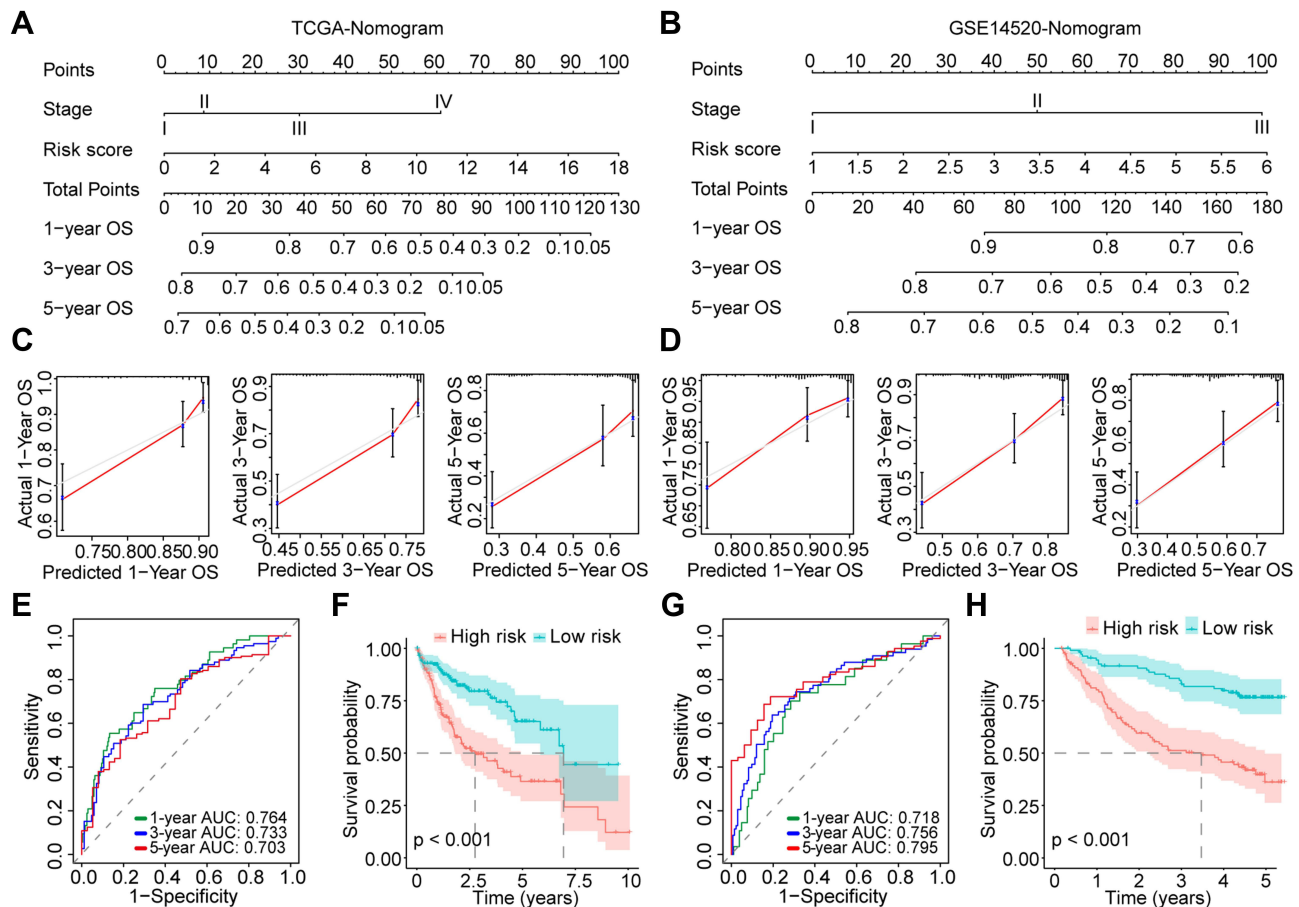 A
TCGA-Nomogram
Points
0 10 20 30 40 50 60 70 80 90 100
Stage
II IV
I III
Risk score
0 2 4 6 8 10 12 14 16 18
Total Points
0 10 20 30 40 50 60 70 80 90 100 110 120 130
1−year OS
0.9 0.8 0.7 0.6 0.5 0.4 0.3 0.2 0.1 0.05
3−year OS
0.8 0.7 0.6 0.5 0.4 0.3 0.2 0.1 0.05
5−year OS
0.7 0.6 0.5 0.4 0.3 0.2 0.1 0.05
B
GSE14520-Nomogram
Points
0 10 20 30 40 50 60 70 80 90 100
Stage
II
I III
Risk score
1 1.5 2 2.5 3 3.5 4 4.5 5 5.5 6
Total Points
0 20 40 60 80 100 120 140 160 180
1−year OS
0.9 0.8 0.7 0.6
3−year OS
0.8 0.7 0.6 0.5 0.4 0.3 0.2
5−year OS
0.8 0.7 0.6 0.5 0.4 0.3 0.2 0.1
C
Actual 1−Year OS
0.6 0.7 0.8 0.9 1.0
0.75 0.80 0.85 0.90
Predicted 1−Year OS
Actual 3−Year OS
0.3 0.5 0.7 0.9
0.45 0.55 0.65 0.75
Predicted 3−Year OS
Actual 5−Year OS
0.2 0.4 0.6 0.8
0.3 0.4 0.5 0.6
Predicted 5−Year OS
D
Actual 1−Year OS
0.65 0.75 0.85 0.95
0.80 0.85 0.90 0.95
Predicted 1−Year OS
Actual 3−Year OS
0.3 0.5 0.7 0.9
0.5 0.6 0.7 0.8
Predicted 3−Year OS
Actual 5−Year OS
0.2 0.4 0.6 0.8
0.3 0.4 0.5 0.6 0.7
Predicted 5−Year OS
E
Sensitivity
0.0 0.2 0.4 0.6 0.8 1.0
1-year AUC: 0.764
3-year AUC: 0.733
5-year AUC: 0.703
0.0 0.2 0.4 0.6 0.8 1.0
1-Specificity
F
High risk Low risk
Survival probability
1.00
0.75
0.50
0.25
0.00
p < 0.001
0 2.5 5 7.5 10
Time (years)
G
Sensitivity
0.0 0.2 0.4 0.6 0.8 1.0
1-year AUC: 0.718
3-year AUC: 0.756
5-year AUC: 0.795
0.0 0.2 0.4 0.6 0.8 1.0
1-Specificity
H
High risk Low risk
Survival probability
1.00
0.75
0.50
0.25
0.00
p < 0.001
0 1 2 3 4 5
Time (years)